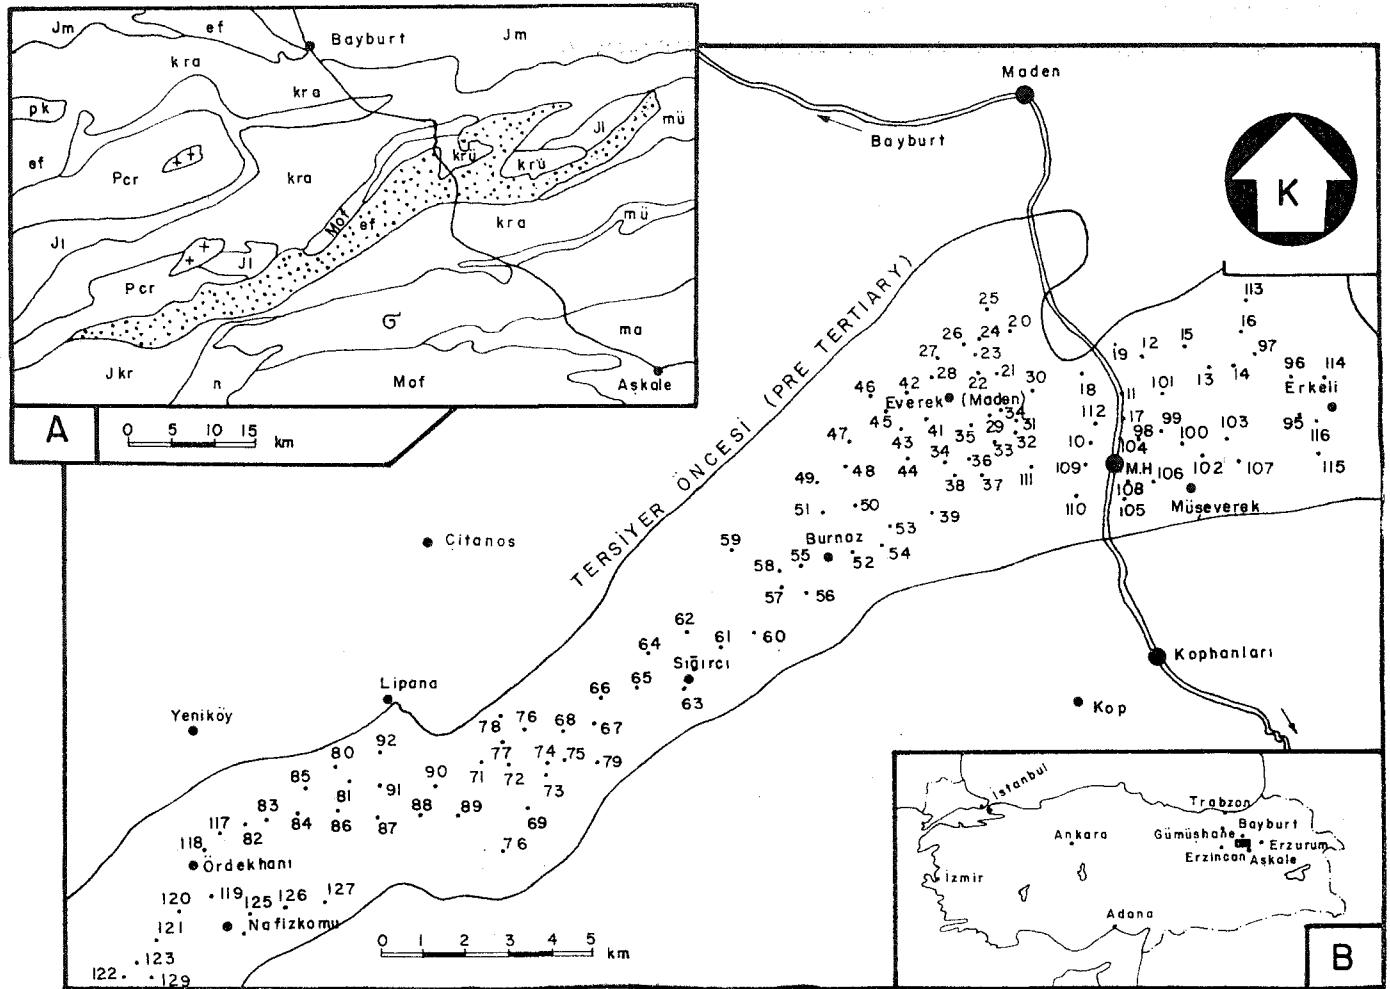 Jm
ef
Bayburt
Jm
kra
kra
pk
ef
Pcr
kra
krü
Jl
krü
mü
Mof
ef
kra
mü
Jl
Jl
Pcr
σ
ma
Jkr
n
Mof
Aşkale
A
0 5 10 15
km
Maden
Bayburt
K
TERSİYER ÖNCESİ (PRE TERTIARY)
25
113
26 24 20
16
27 23
19 12 15 97
28 22 21 30
18 13 14 96 114
46 42
11 101
Erkeli
Everek (Maden)
34
112 17
45 41 35 29 31
99 103 95
47 43 33 32
10 98 100
104 116
49 48 44 34 36
109 M.H 106 102 107 115
38 37 111
108
51 50 39
110 105
Müseverek
53
Citanos
59 Burnaz
58 55 52 54
57 56
62
64 61 60
Sığırcı
65
66 63
Kophanları
Kop
Lipana
Yeniköy
78 76 68 67
92
80 77 74 75 79
85 90 71 72
81 91 73
83 88 89
117 84 86 87 69
82
118 76
Ördekhanı
119 127
120 125 126
121 Nafizkomu
123
122 129
0 1 2 3 4 5
km
İstanbul
Trabzon
Ankara
Gümüşhane
Bayburt
Erzurum
Erzincan
Aşkale
İzmir
Adana
B